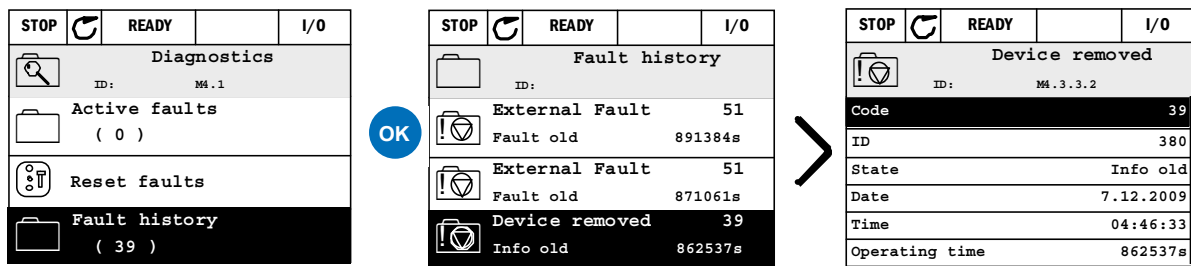 STOP READY I/O
Diagnostics
ID: M4.1
Active faults
( 0 )
Reset faults
Fault history
( 39 )
OK
STOP READY I/O
Fault history
ID:
External Fault 51
Fault old 891384s
External Fault 51
Fault old 871061s
Device removed 39
Info old 862537s
STOP READY I/O
Device removed
ID: M4.3.3.2
Code 39
ID 380
State Info old
Date 7.12.2009
Time 04:46:33
Operating time 862537s